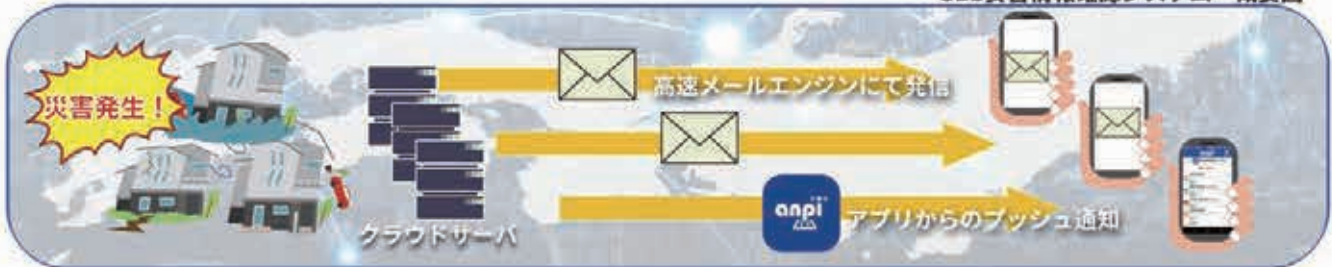 災害発生!
高速メールエンジンにて発信
anpi
アプリからのプッシュ通知
クラウドサーバ